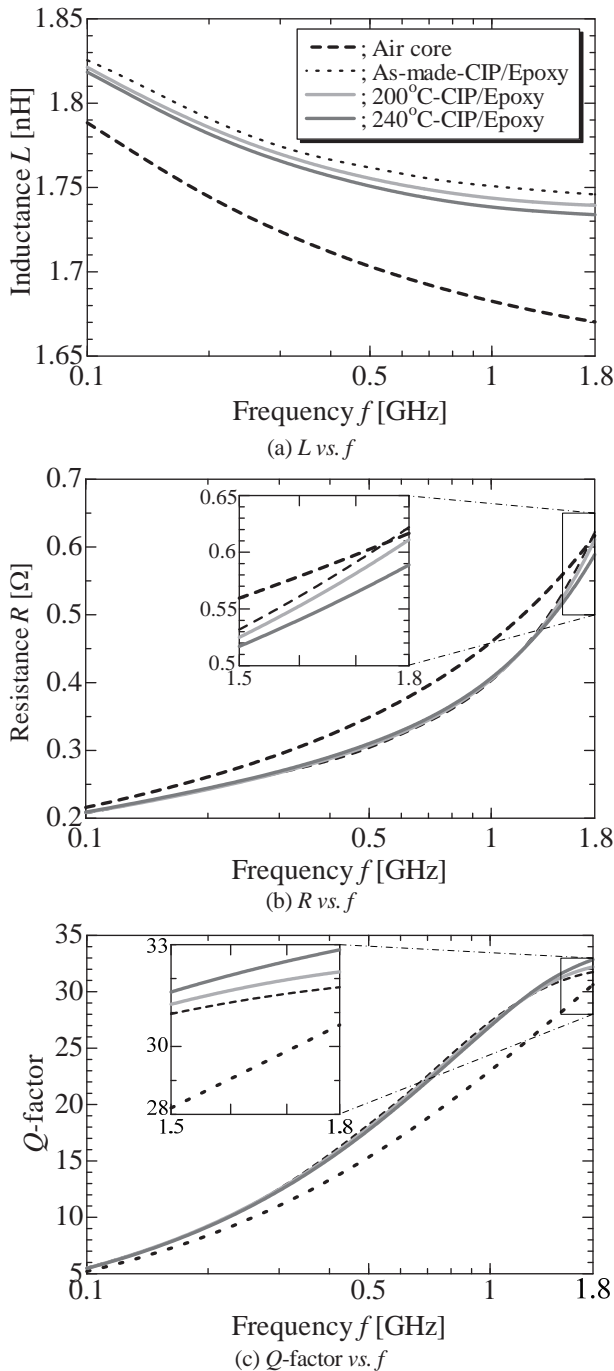 1.85
1.8
1.75
1.7
1.65
Inductance L [nH]
; Air core
; As-made-CIP/Epoxy
; 200°C-CIP/Epoxy
; 240°C-CIP/Epoxy
0.1 0.5 1 1.8
Frequency f [GHz]
(a) L vs. f
0.7
0.6
0.5
0.4
0.3
0.2
Resistance R [Ω]
0.65
0.6
0.55
0.5
1.5 1.8
0.1 0.5 1 1.8
Frequency f [GHz]
(b) R vs. f
35
30
25
20
15
10
5
Q-factor
33
30
28
1.5 1.8
0.1 0.5 1 1.8
Frequency f [GHz]
(c) Q-factor vs. f